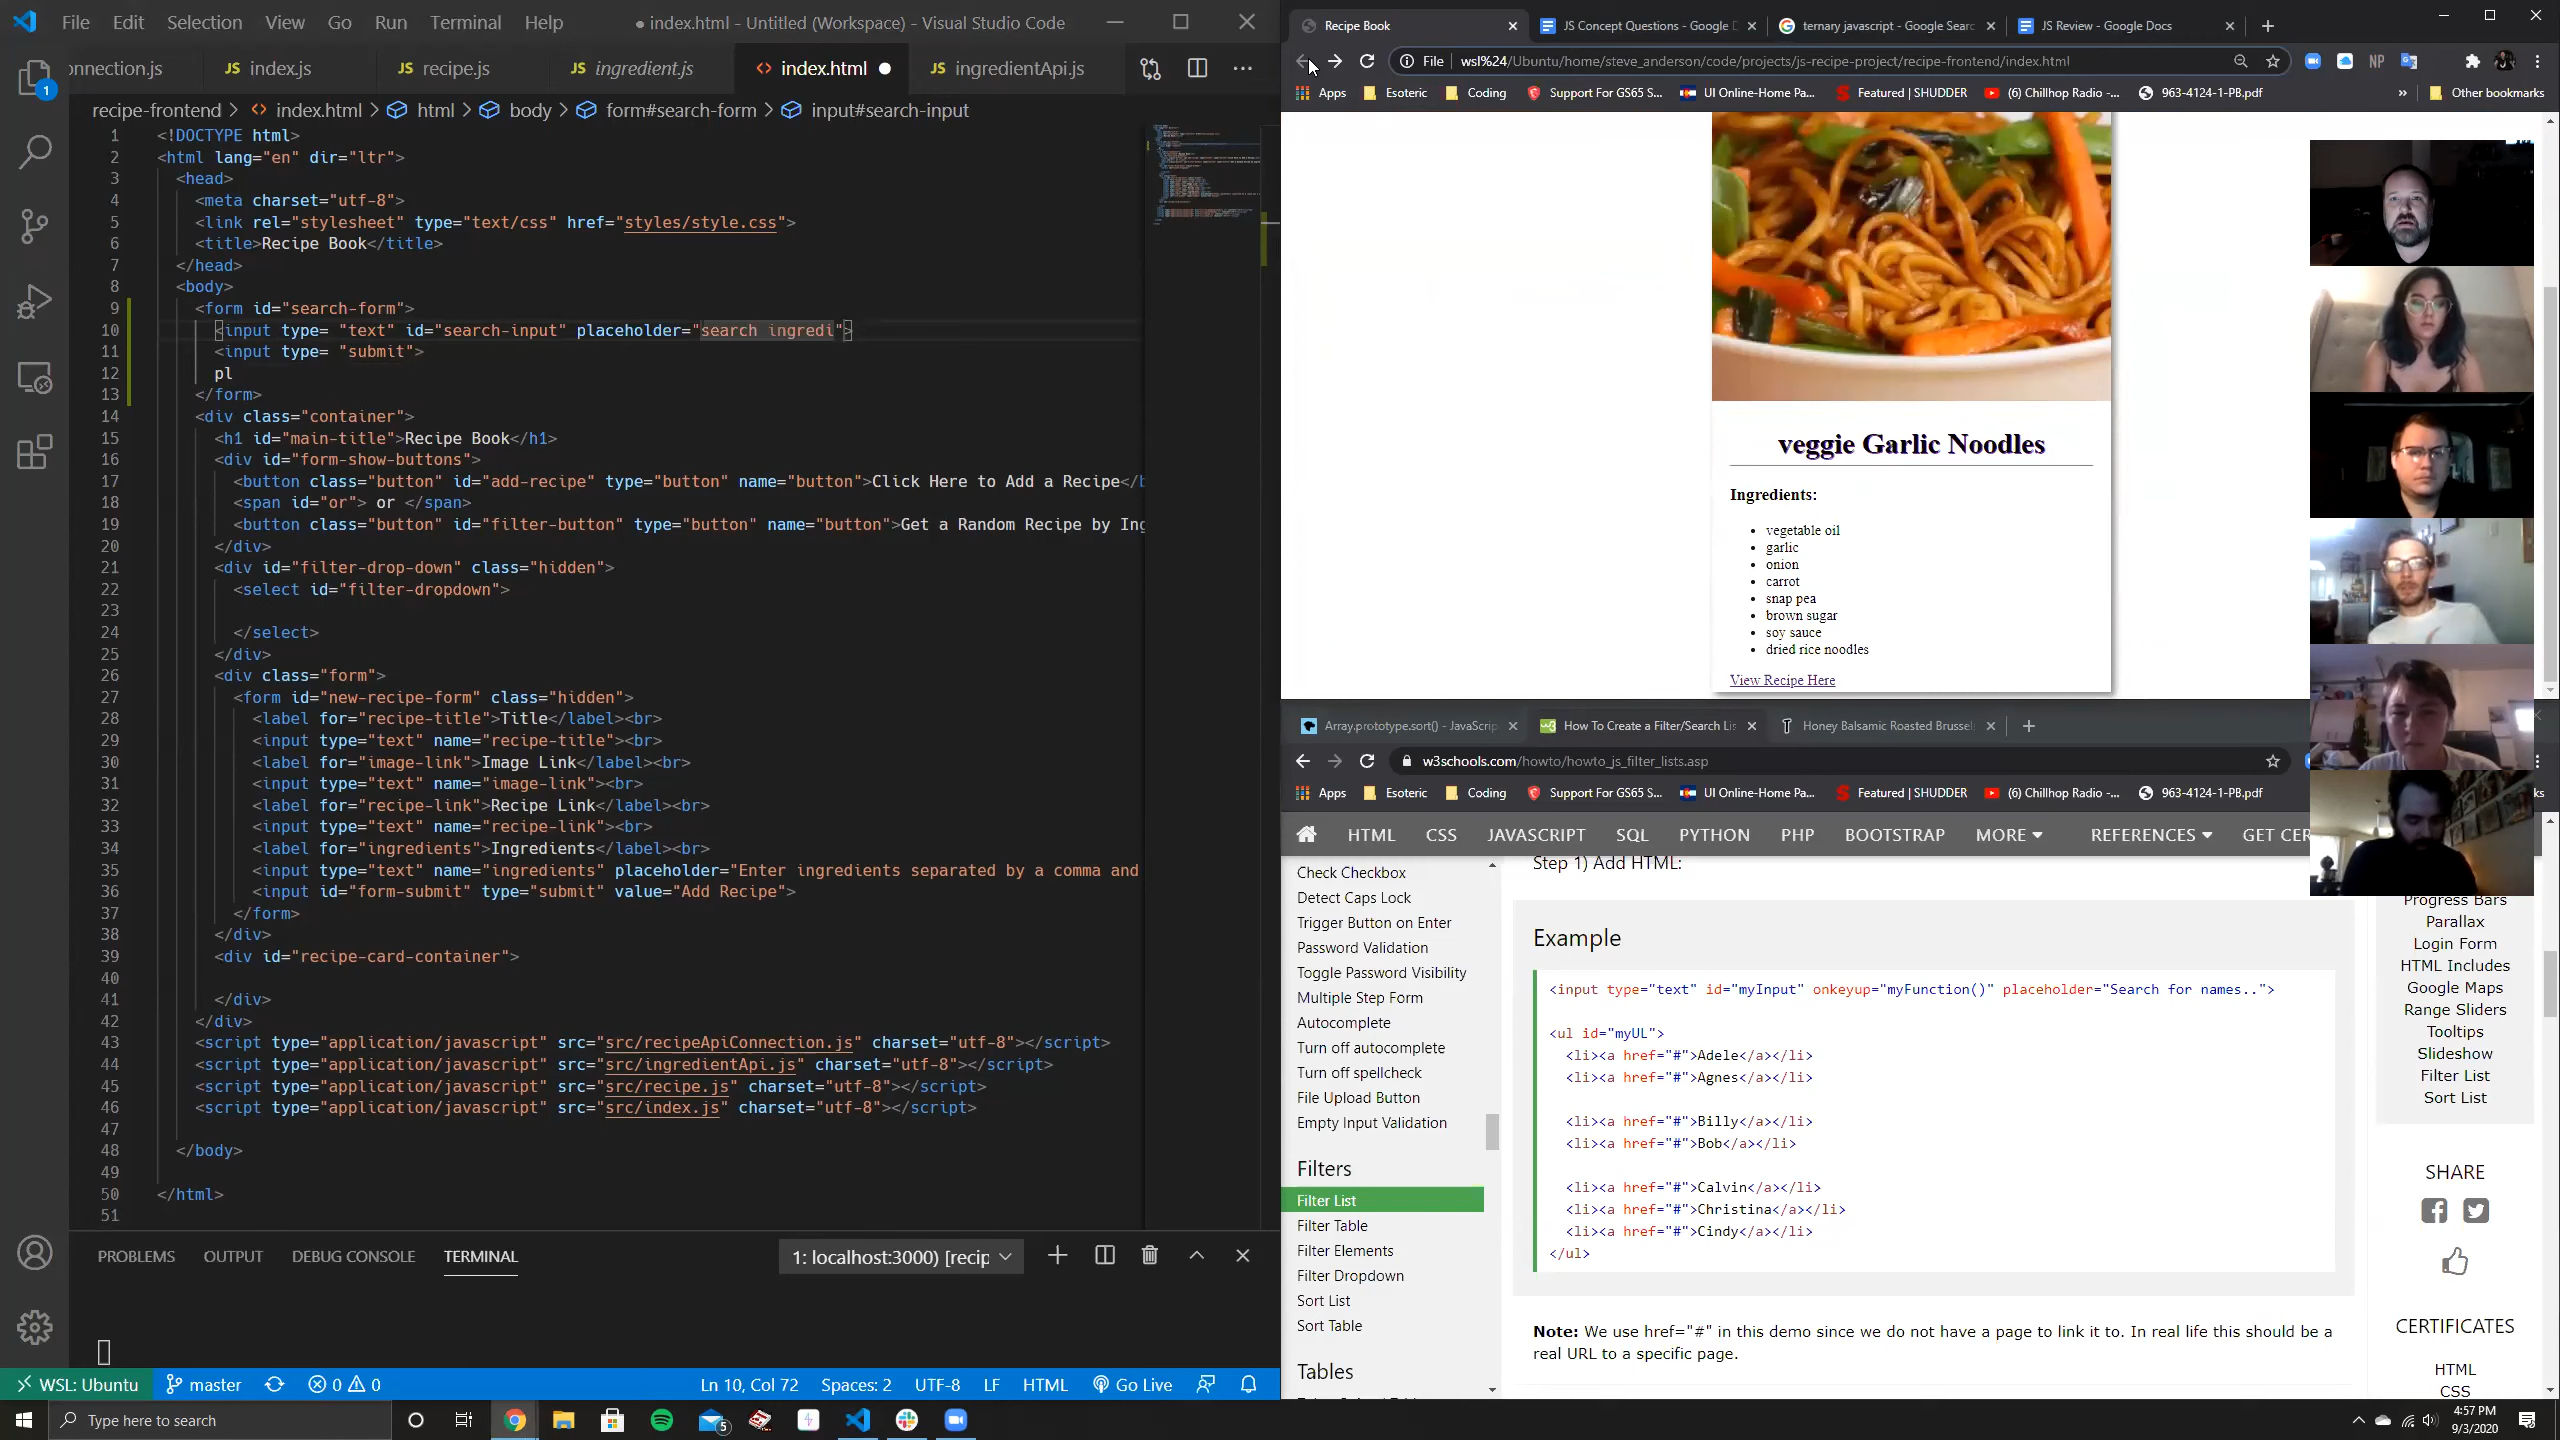 File Edit Selection View Go Run Terminal Help
● index.html - Untitled (Workspace) - Visual Studio Code
onnection.js
JS index.js
JS recipe.js
JS ingredient.js
<> index.html ●
JS ingredientApi.js
recipe-frontend > <> index.html > html > body > form#search-form > input#search-input
1 <!DOCTYPE html>
2 <html lang="en" dir="ltr">
3 <head>
4 <meta charset="utf-8">
5 <link rel="stylesheet" type="text/css" href="styles/style.css">
6 <title>Recipe Book</title>
7 </head>
8 <body>
9 <form id="search-form">
10 <input type= "text" id="search-input" placeholder="search ingredi">
11 <input type= "submit">
12 pl
13 </form>
14 <div class="container">
15 <h1 id="main-title">Recipe Book</h1>
16 <div id="form-show-buttons">
17 <button class="button" id="add-recipe" type="button" name="button">Click Here to Add a Recipe</b
18 <span id="or"> or </span>
19 <button class="button" id="filter-button" type="button" name="button">Get a Random Recipe by Ing
20 </div>
21 <div id="filter-drop-down" class="hidden">
22 <select id="filter-dropdown">
23
24 </select>
25 </div>
26 <div class="form">
27 <form id="new-recipe-form" class="hidden">
28 <label for="recipe-title">Title</label><br>
29 <input type="text" name="recipe-title"><br>
30 <label for="image-link">Image Link</label><br>
31 <input type="text" name="image-link"><br>
32 <label for="recipe-link">Recipe Link</label><br>
33 <input type="text" name="recipe-link"><br>
34 <label for="ingredients">Ingredients</label><br>
35 <input type="text" name="ingredients" placeholder="Enter ingredients separated by a comma and
36 <input id="form-submit" type="submit" value="Add Recipe">
37 </form>
38 </div>
39 <div id="recipe-card-container">
40
41 </div>
42 </div>
43 <script type="application/javascript" src="src/recipeApiConnection.js" charset="utf-8"></script>
44 <script type="application/javascript" src="src/ingredientApi.js" charset="utf-8"></script>
45 <script type="application/javascript" src="src/recipe.js" charset="utf-8"></script>
46 <script type="application/javascript" src="src/index.js" charset="utf-8"></script>
47
48 </body>
49
50 </html>
51
PROBLEMS OUTPUT DEBUG CONSOLE TERMINAL
1: localhost:3000) [recip
WSL: Ubuntu master 0 0
Ln 10, Col 72 Spaces: 2 UTF-8 LF HTML Go Live
Type here to search
5
1
Recipe Book
JS Concept Questions - Google D
ternary javascript - Google Searc
JS Review - Google Docs
File wsl%24/Ubuntu/home/steve_anderson/code/projects/js-recipe-project/recipe-frontend/index.html
NP
Apps Esoteric Coding Support For GS65 S... UI Online-Home Pa... Featured | SHUDDER (6) Chillhop Radio -... 963-4124-1-PB.pdf » Other bookmarks
veggie Garlic Noodles
Ingredients:
• vegetable oil
• garlic
• onion
• carrot
• snap pea
• brown sugar
• soy sauce
• dried rice noodles
View Recipe Here
Array.prototype.sort() - JavaScrip
How To Create a Filter/Search Lis
Honey Balsamic Roasted Brussel
w3schools.com/howto/howto_js_filter_lists.asp
Apps Esoteric Coding Support For GS65 S... UI Online-Home Pa... Featured | SHUDDER (6) Chillhop Radio -... 963-4124-1-PB.pdf
ks
HTML CSS JAVASCRIPT SQL PYTHON PHP BOOTSTRAP MORE REFERENCES GET CER
Check Checkbox
Detect Caps Lock
Trigger Button on Enter
Password Validation
Toggle Password Visibility
Multiple Step Form
Autocomplete
Turn off autocomplete
Turn off spellcheck
File Upload Button
Empty Input Validation
Filters
Filter List
Filter Table
Filter Elements
Filter Dropdown
Sort List
Sort Table
Tables
Step 1) Add HTML:
Example
<input type="text" id="myInput" onkeyup="myFunction()" placeholder="Search for names..">
<ul id="myUL">
<li><a href="#">Adele</a></li>
<li><a href="#">Agnes</a></li>
<li><a href="#">Billy</a></li>
<li><a href="#">Bob</a></li>
<li><a href="#">Calvin</a></li>
<li><a href="#">Christina</a></li>
<li><a href="#">Cindy</a></li>
</ul>
Note: We use href="#" in this demo since we do not have a page to link it to. In real life this should be a
real URL to a specific page.
Progress Bars
Parallax
Login Form
HTML Includes
Google Maps
Range Sliders
Tooltips
Slideshow
Filter List
Sort List
SHARE
CERTIFICATES
HTML
CSS
4:57 PM
9/3/2020